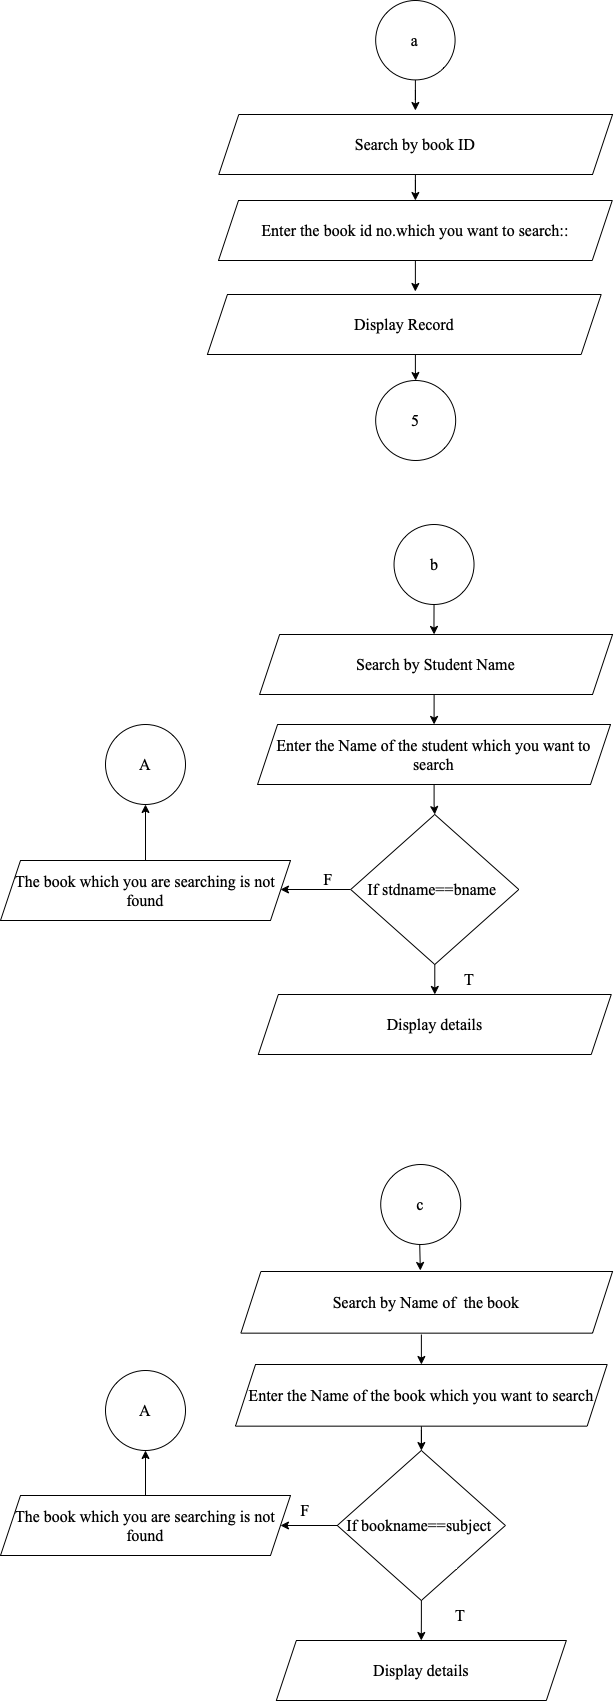 a
Search by book ID
Enter the book id no.which you want to search::
Display Record
5
b
Search by Student Name
Enter the Name of the student which you want to
search
A
If stdname==bname
F
The book which you are searching is not
found
T
Display details
c
Search by Name of  the book
Enter the Name of the book which you want to search
A
If bookname==subject
F
The book which you are searching is not
found
T
Display details